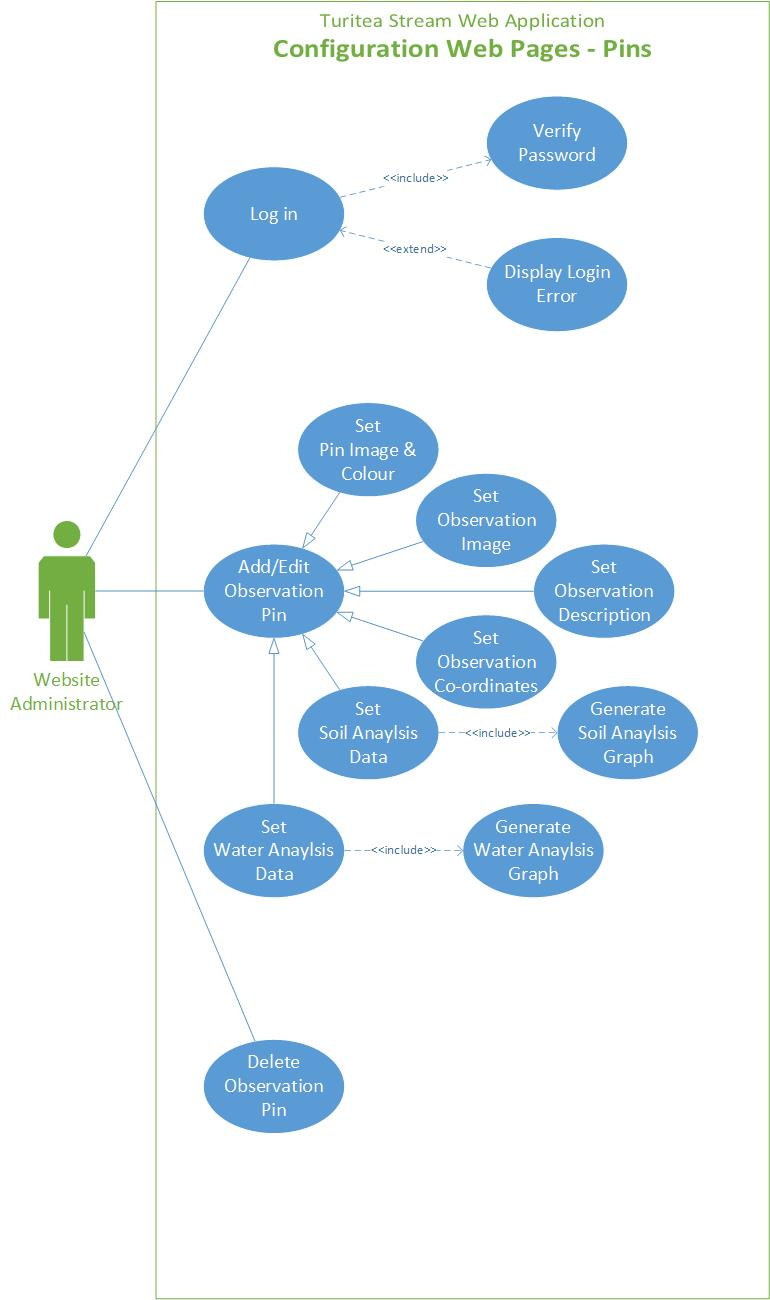 Turitea Stream Web Application
Configuration Web Pages - Pins
Verify
Password
<<include>>
Log in
<<extend>>
Display Login
Error
Set
Pin Image &
Colour
Set
Observation
Image
Add/Edit
Observation
Pin
Set
Observation
Description
Set
Observation
Co-ordinates
Website
Administrator
Set
Soil Anaylsis
Data
<<include>>
Generate
Soil Anaylsis
Graph
Set
Water Anaylsis
Data
<<include>>
Generate
Water Anaylsis
Graph
Delete
Observation
Pin